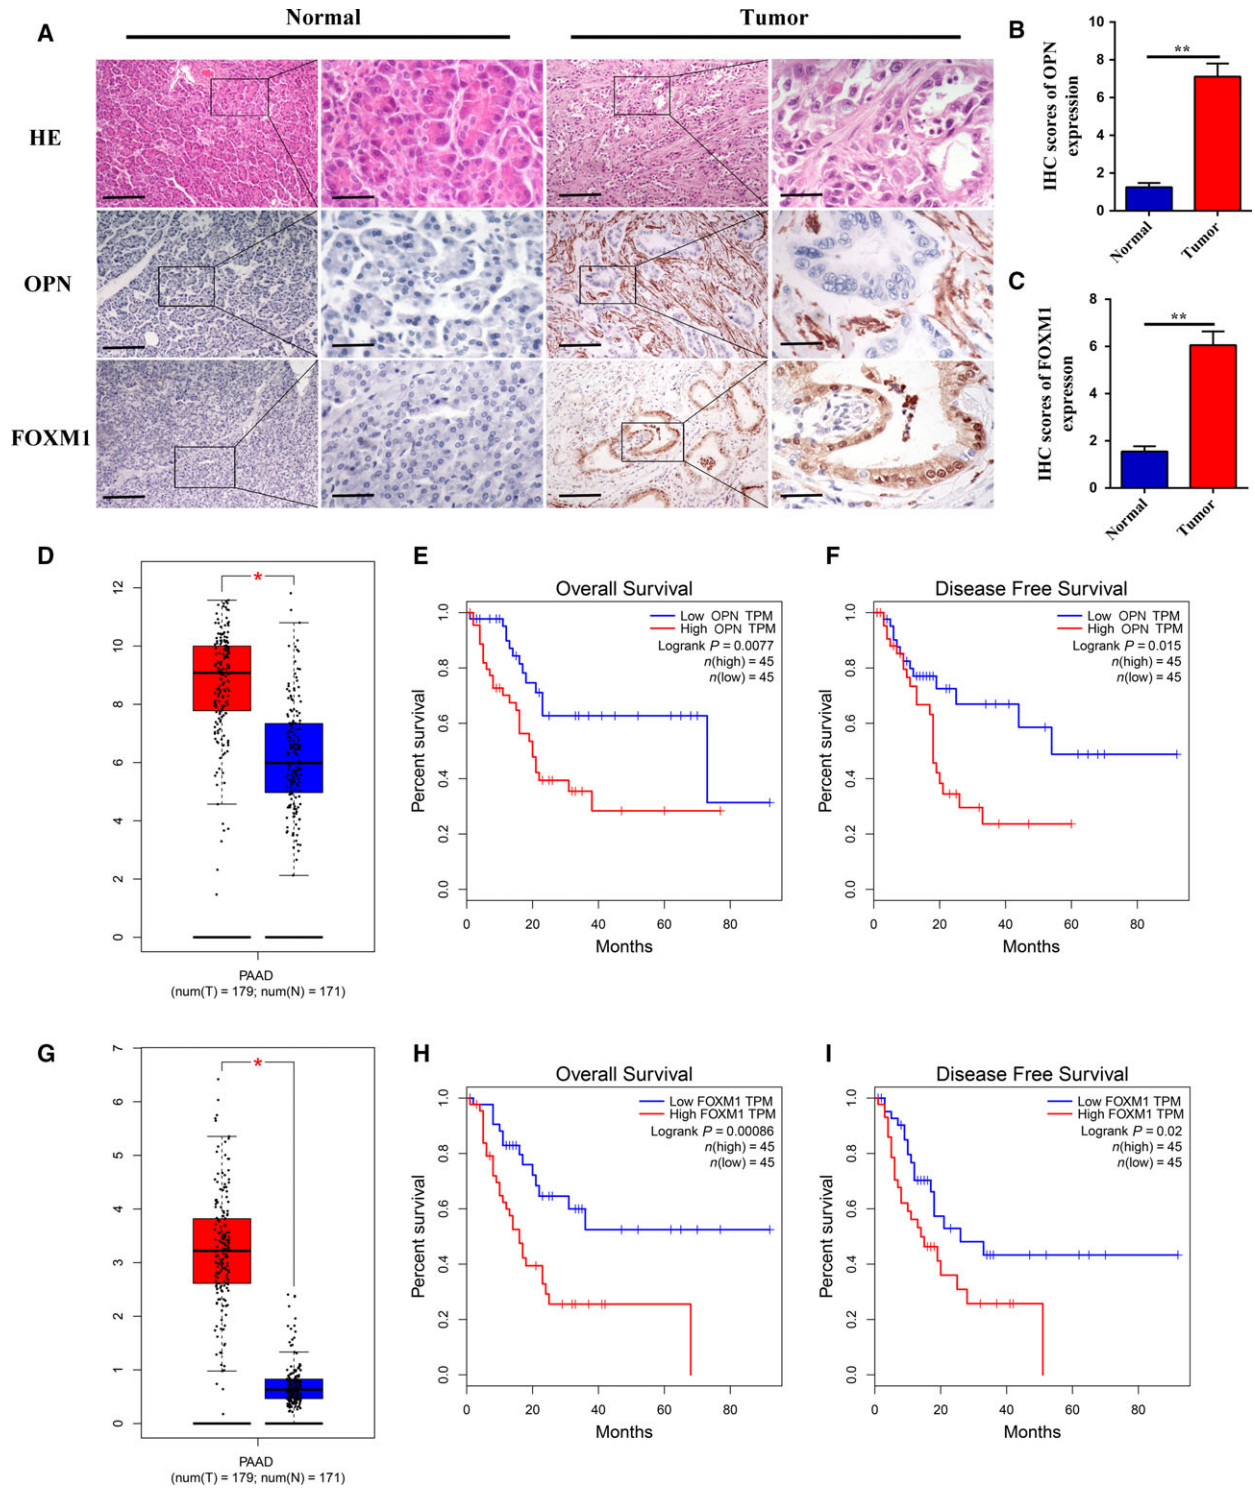 A
Normal
Tumor
HE
OPN
FOXM1
B
IHC scores of OPN
expression
10
8
6
4
2
0
**
Normal
Tumor
C
IHC scores of FOXM1
expresson
8
6
4
2
0
**
Normal
Tumor
D
12
10
8
6
4
2
0
*
PAAD
(num(T) = 179; num(N) = 171)
E
Overall Survival
Low OPN TPM
High OPN TPM
Logrank P = 0.0077
n(high) = 45
n(low) = 45
Percent survival
1.0
0.8
0.6
0.4
0.2
0.0
0 20 40 60 80
Months
F
Disease Free Survival
Low OPN TPM
High OPN TPM
Logrank P = 0.015
n(high) = 45
n(low) = 45
Percent survival
1.0
0.8
0.6
0.4
0.2
0.0
0 20 40 60 80
Months
G
7
6
5
4
3
2
1
0
*
PAAD
(num(T) = 179; num(N) = 171)
H
Overall Survival
Low FOXM1 TPM
High FOXM1 TPM
Logrank P = 0.00086
n(high) = 45
n(low) = 45
Percent survival
1.0
0.8
0.6
0.4
0.2
0.0
0 20 40 60 80
Months
I
Disease Free Survival
Low FOXM1 TPM
High FOXM1 TPM
Logrank P = 0.02
n(high) = 45
n(low) = 45
Percent survival
1.0
0.8
0.6
0.4
0.2
0.0
0 20 40 60 80
Months